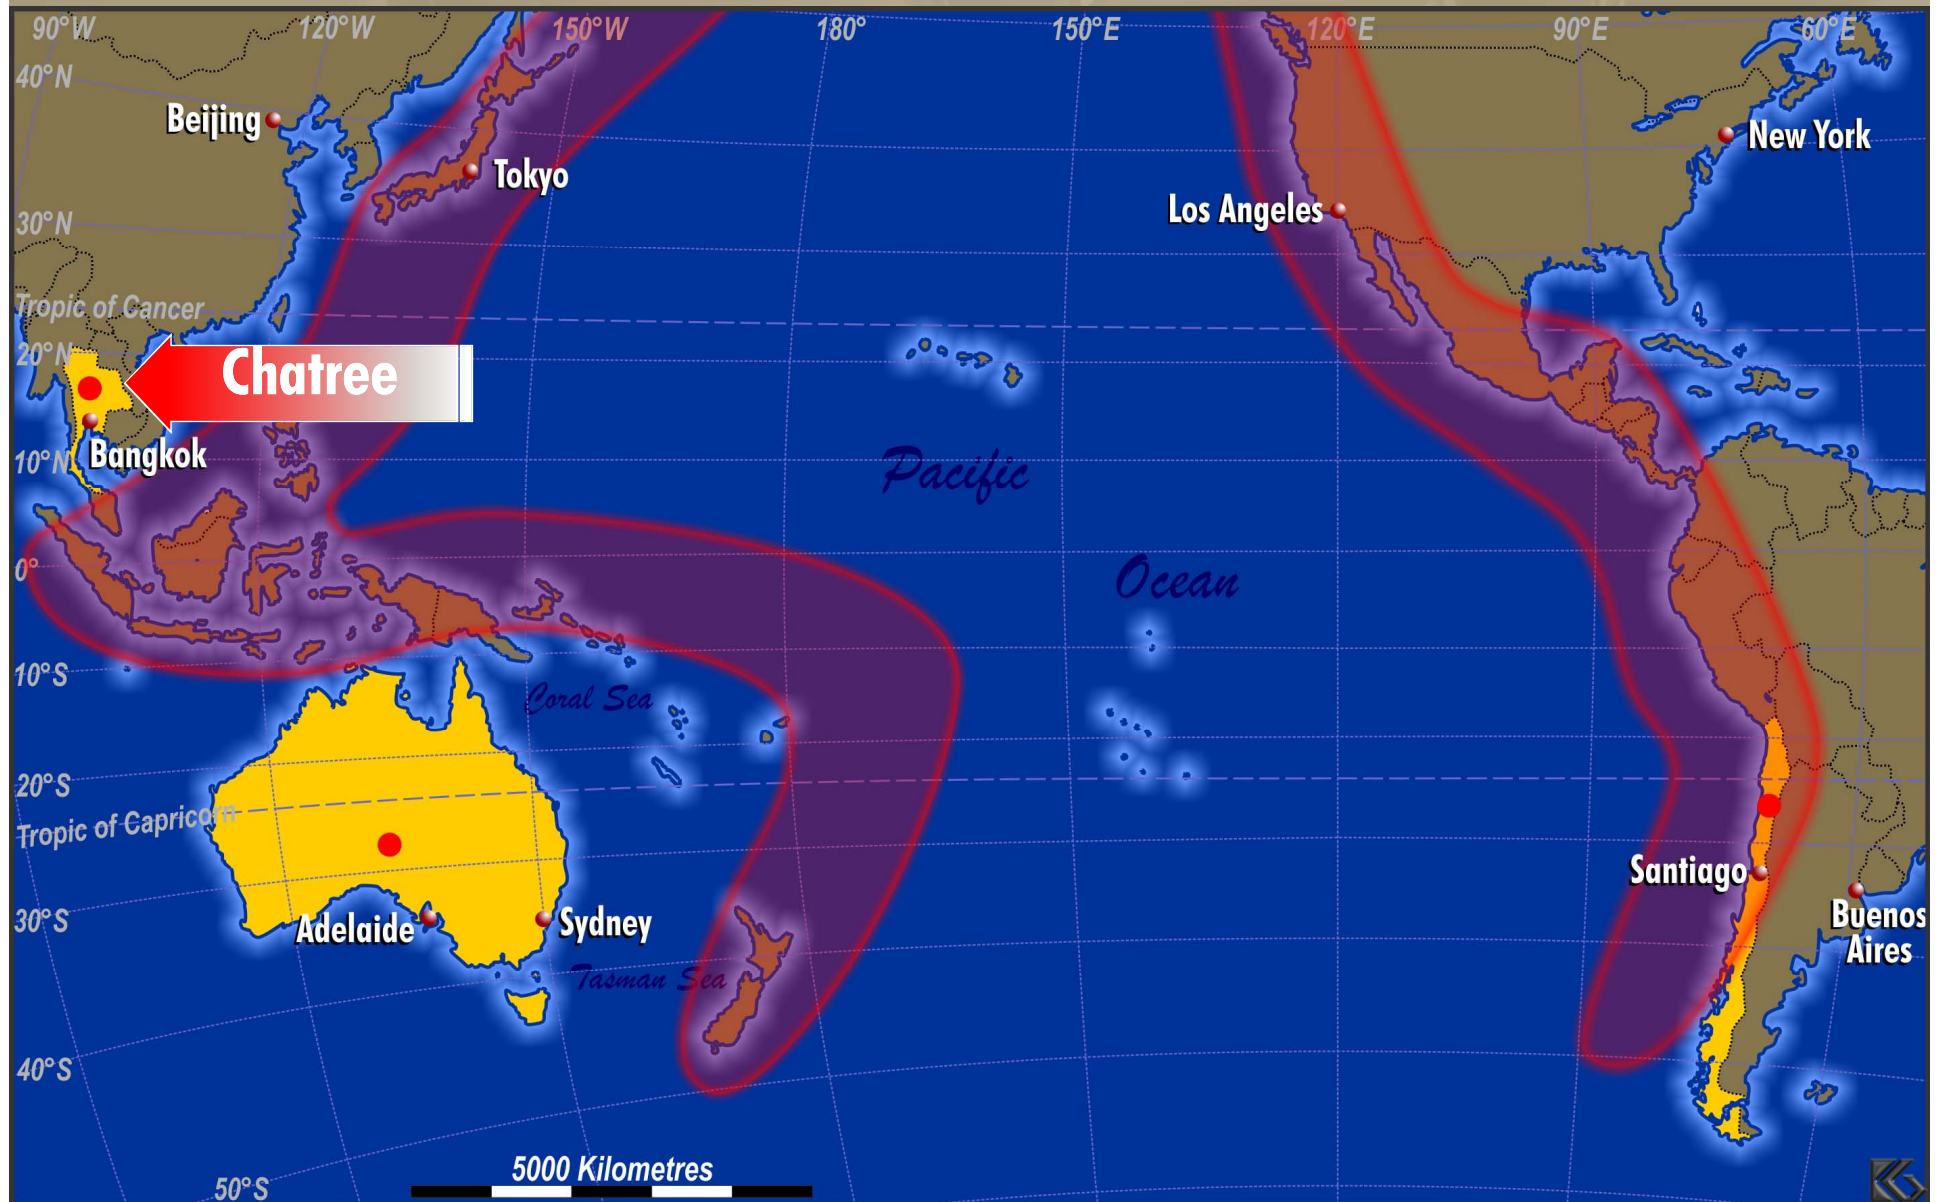 90°W
120°W
150°W
180°
150°E
120°E
90°E
60°E
40°N
Beijing
Tokyo
New York
Los Angeles
30°N
Tropic of Cancer
20°N
Chatree
Bangkok
10°N
Pacific
Ocean
0°
10°S
Coral Sea
20°S
Tropic of Capricorn
Santiago
Buenos
Aires
30°S
Adelaide
Sydney
Tasman Sea
40°S
5000 Kilometres
50°S